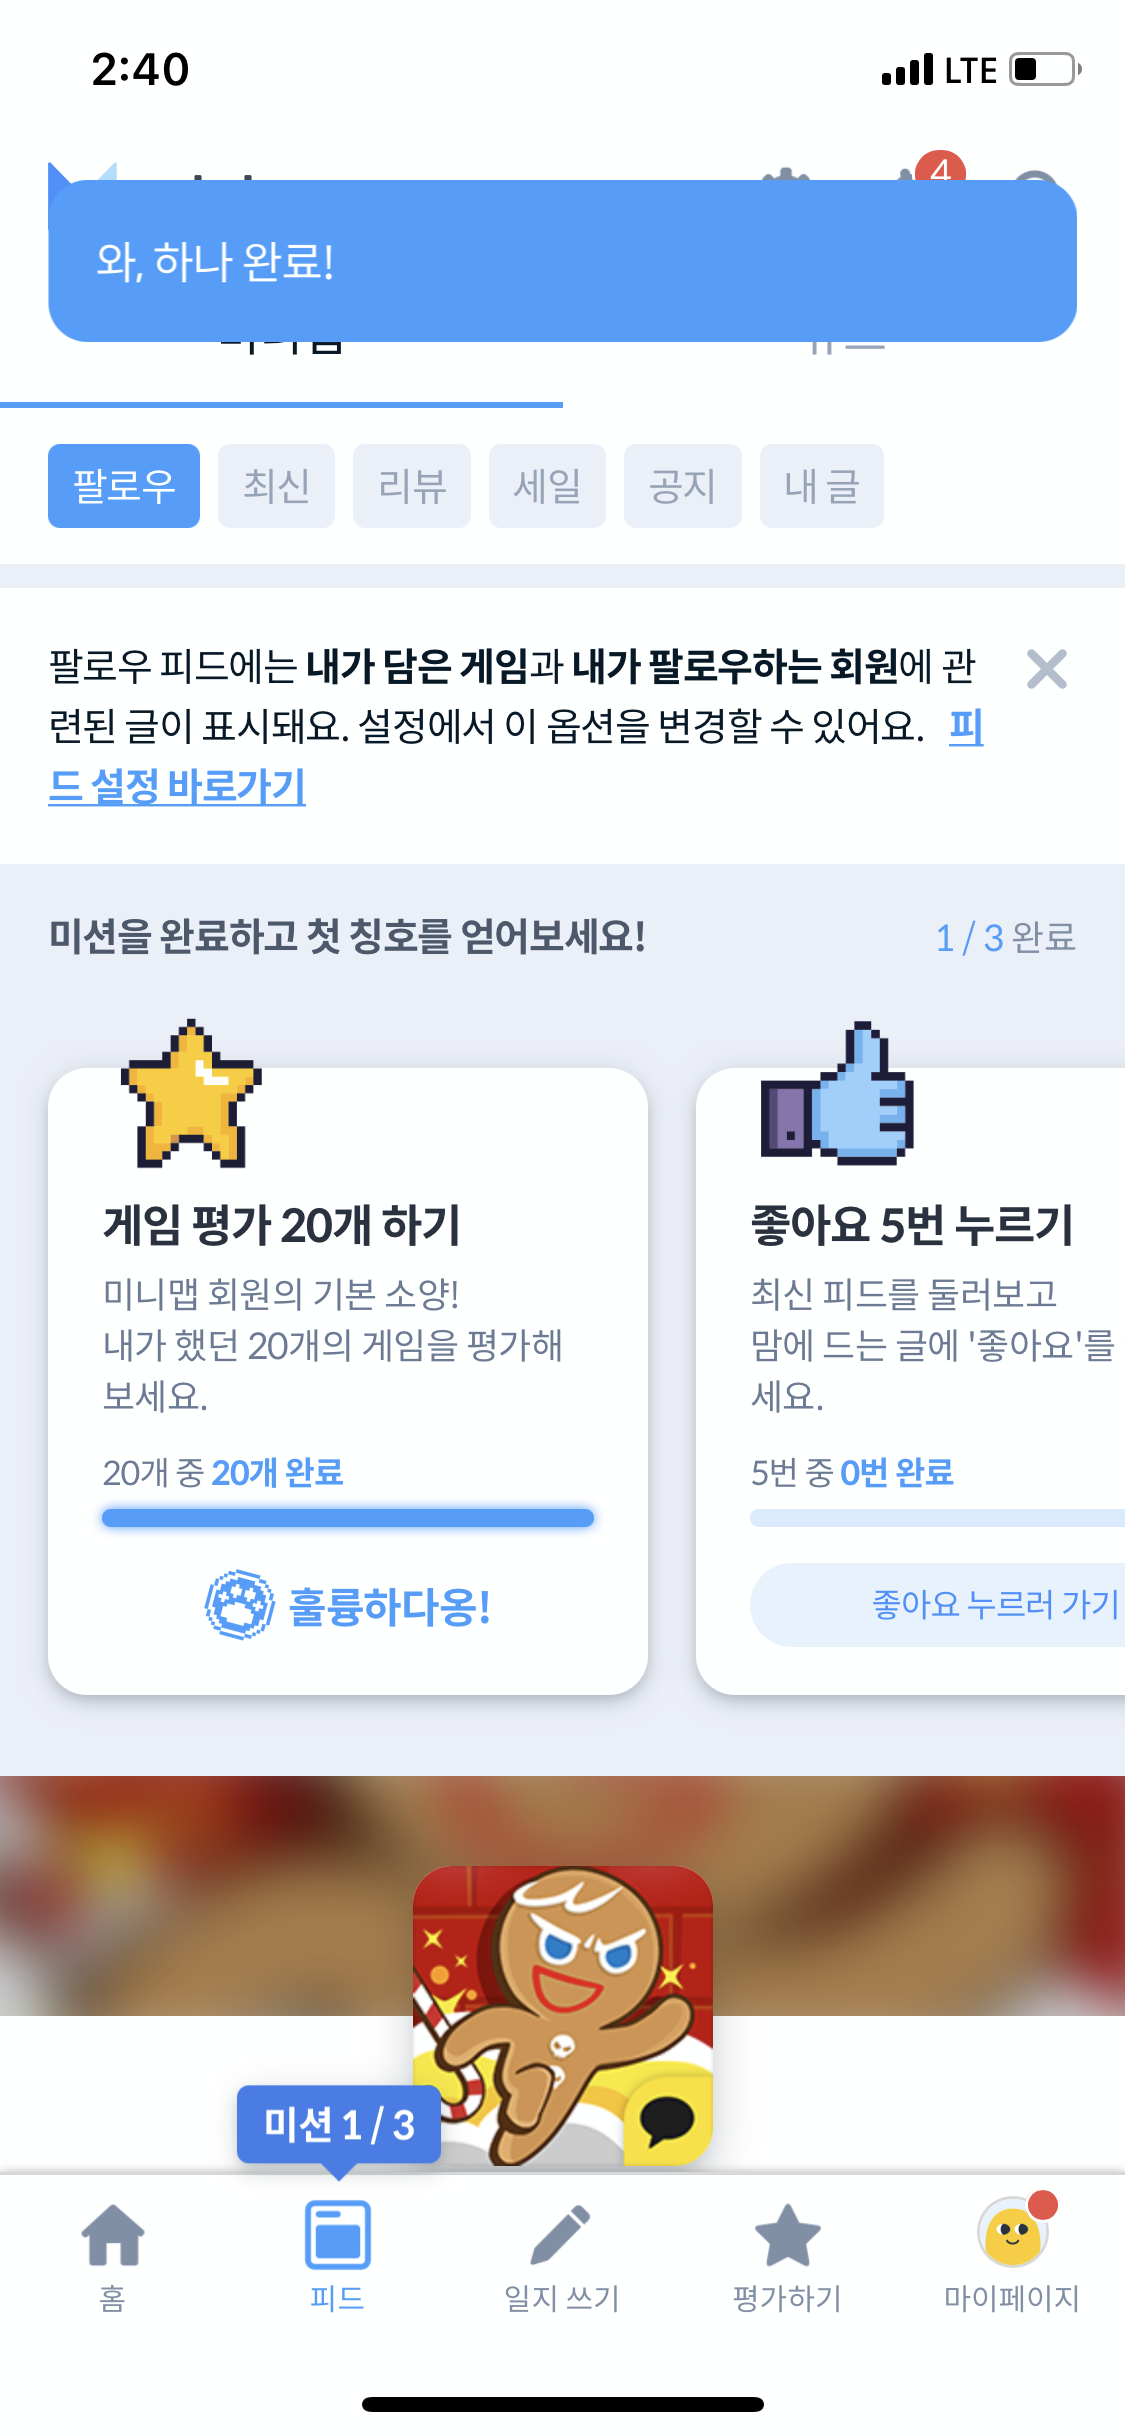 2:40
LTE
4
와, 하나 완료!
팔로우 최신 리뷰 세일 공지 내 글
팔로우 피드에는 내가 담은 게임과 내가 팔로우하는 회원에 관
련된 글이 표시돼요. 설정에서 이 옵션을 변경할 수 있어요. 피
드 설정 바로가기
미션을 완료하고 첫 칭호를 얻어보세요!
1 / 3 완료
게임 평가 20개 하기
미니맵 회원의 기본 소양!
내가 했던 20개의 게임을 평가해
보세요.
20개 중 20개 완료
훌륭하다옹!
좋아요 5번 누르기
최신 피드를 둘러보고
맘에 드는 글에 '좋아요'를
세요.
5번 중 0번 완료
좋아요 누르러 가기
미션 1 / 3
홈
피드
일지 쓰기
평가하기
마이페이지